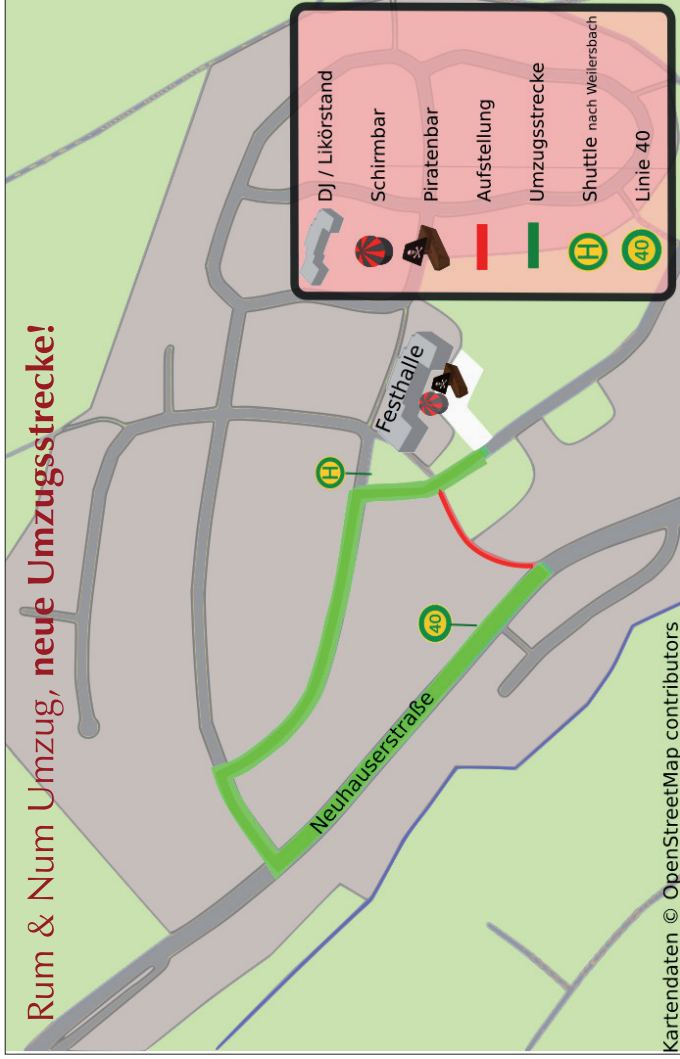 Rum & Num Umzug, neue Umzugsstrecke!
DJ / Likörstand
Schirmbar
Piratenbar
Aufstellung
Umzugsstrecke
H
Shuttle nach Weilersbach
40
Linie 40
Festhalle
H
40
Neuhauserstraße
Kartendaten © OpenStreetMap contributors